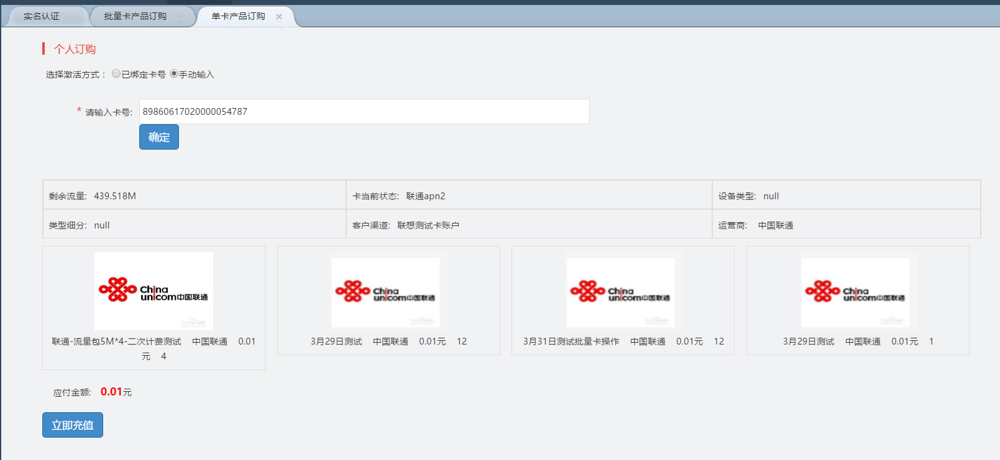 实名认证 批量卡产品订购 单卡产品订购
个人订购
选择激活方式： 已绑定卡号 手动输入
* 请输入卡号: 89860617020000054787
确定
剩余流量: 439.518M 卡当前状态: 联通apn2 设备类型: null
类型细分: null 客户渠道: 联想测试卡账户 运营商: 中国联通
China
unicom中国联通
China
unicom中国联通
China
unicom中国联通
China
unicom中国联通
联通-流量包5M*4-二次计费测试 中国联通 0.01
元 4
3月29日测试 中国联通 0.01元 12
3月31日测试批量卡操作 中国联通 0.01元 12
3月29日测试 中国联通 0.01元 1
应付金额: 0.01元
立即充值